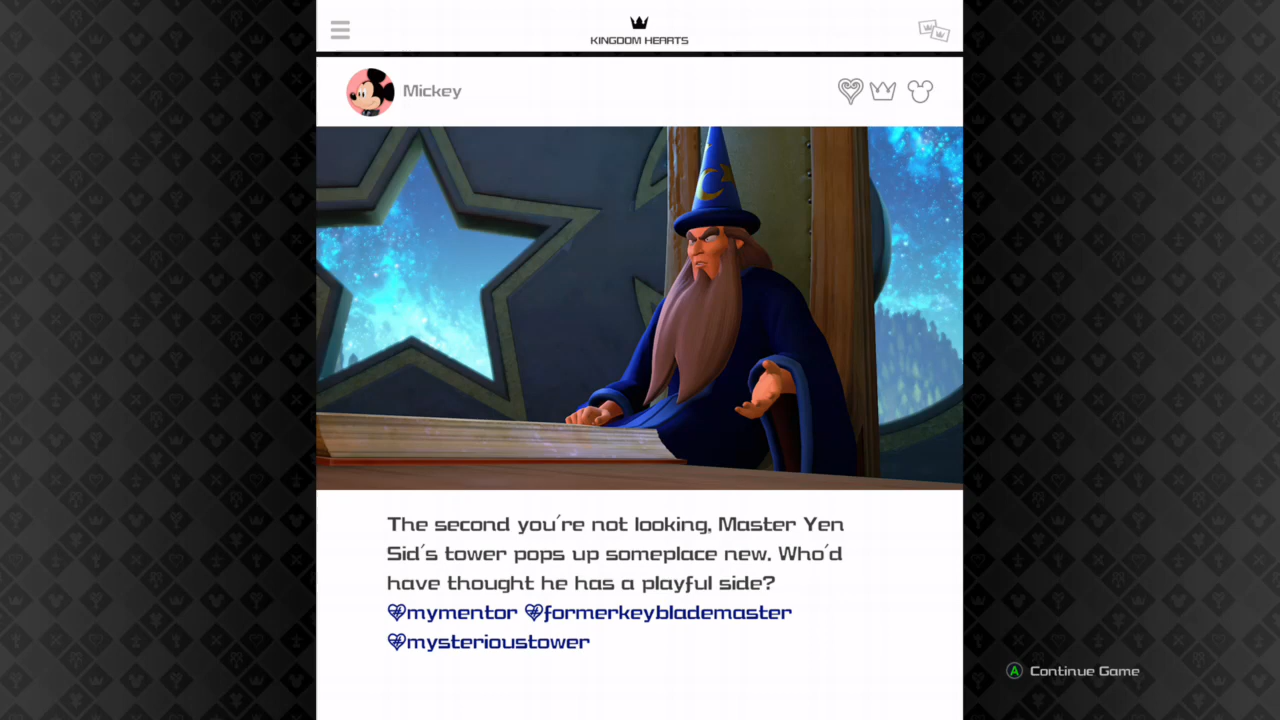 KINGDOM HEARTS
Mickey
The second you're not looking, Master Yen
Sid's tower pops up someplace new. Who'd
have thought he has a playful side?
#mymentor #formerkeyblademaster
#mysterioustower
A Continue Game